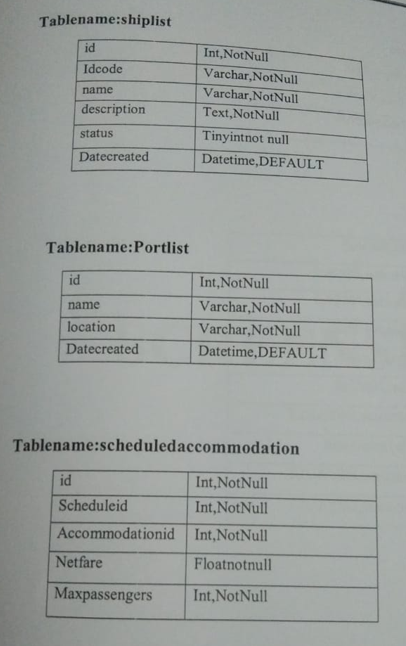 Tablename:shiplist
id Int,NotNull
Idcode Varchar,NotNull
name Varchar,NotNull
description Text,NotNull
status Tinyintnot null
Datecreated Datetime,DEFAULT
Tablename:Portlist
id Int,NotNull
name Varchar,NotNull
location Varchar,NotNull
Datecreated Datetime,DEFAULT
Tablename:scheduledaccommodation
id Int,NotNull
Scheduleid Int,NotNull
Accommodationid Int,NotNull
Netfare Floatnotnull
Maxpassengers Int,NotNull